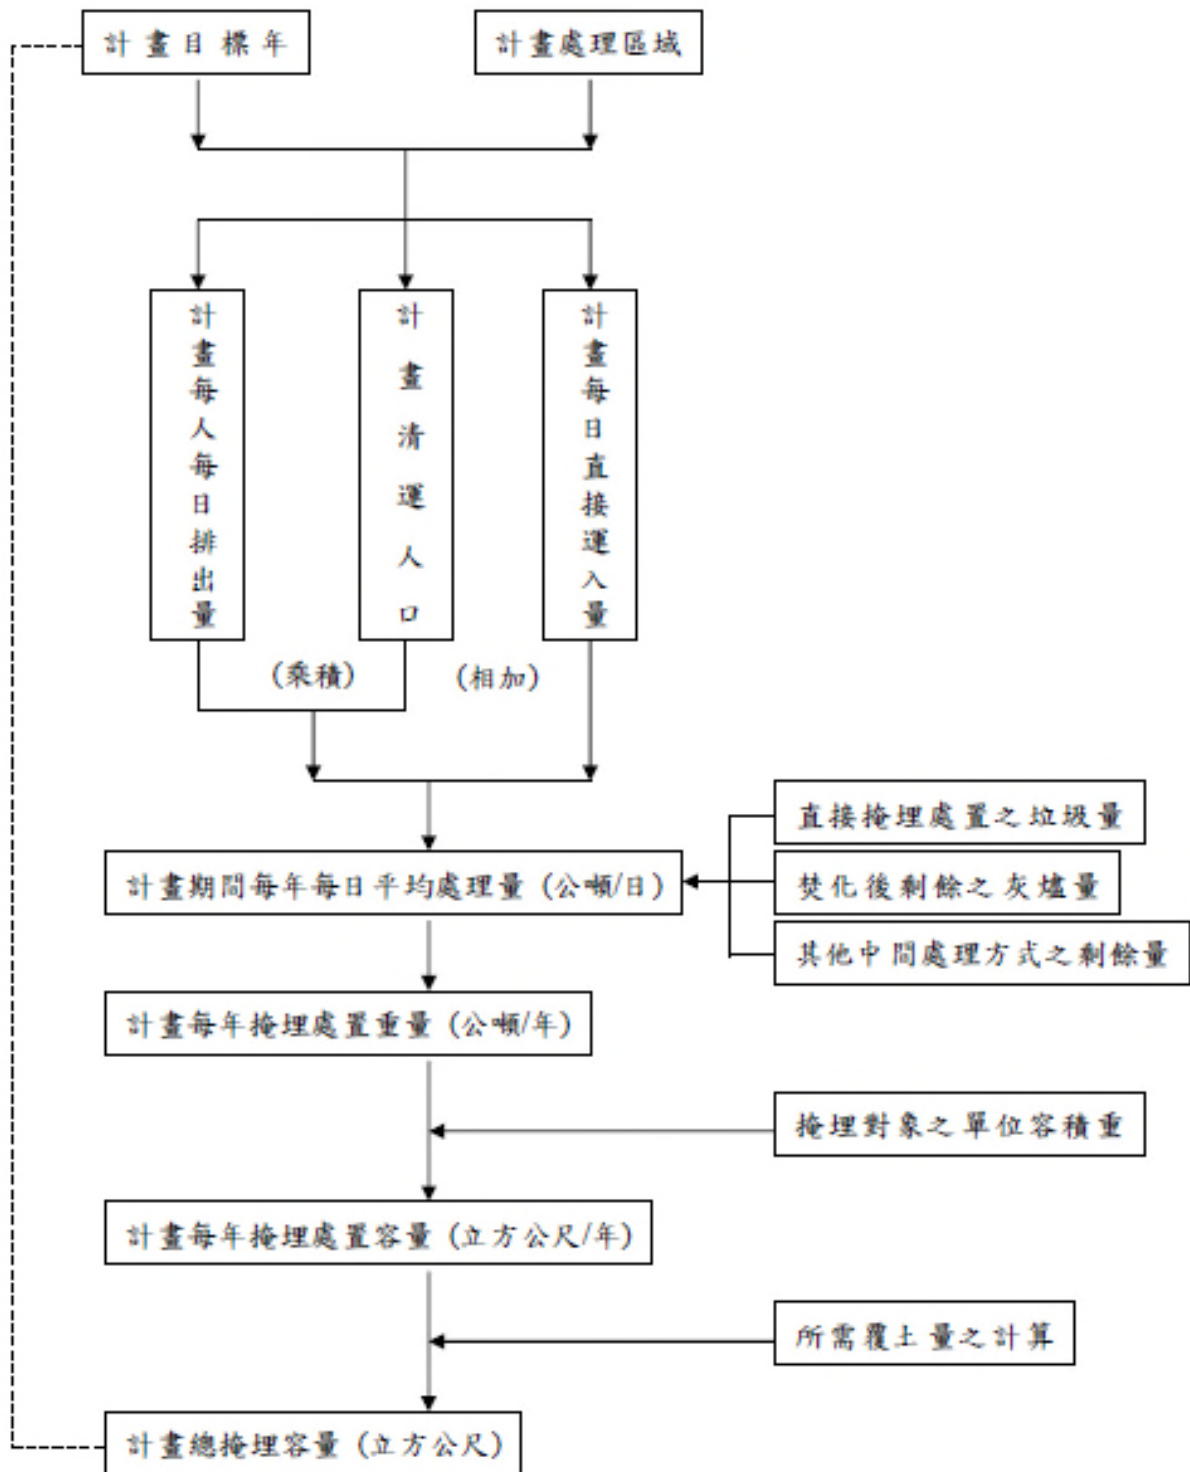 計畫目標年
計畫處理區域
計畫每人每日排出量
計畫清運人口
計畫每日直接運入量
(乘積)
(相加)
直接掩埋處置之垃圾量
計畫期間每年每日平均處理量 (公噸/日)
焚化後剩餘之灰燼量
其他中間處理方式之剩餘量
計畫每年掩埋處置重量 (公噸/年)
掩埋對象之單位容積重
計畫每年掩埋處置容量 (立方公尺/年)
所需覆土量之計算
計畫總掩埋容量 (立方公尺)